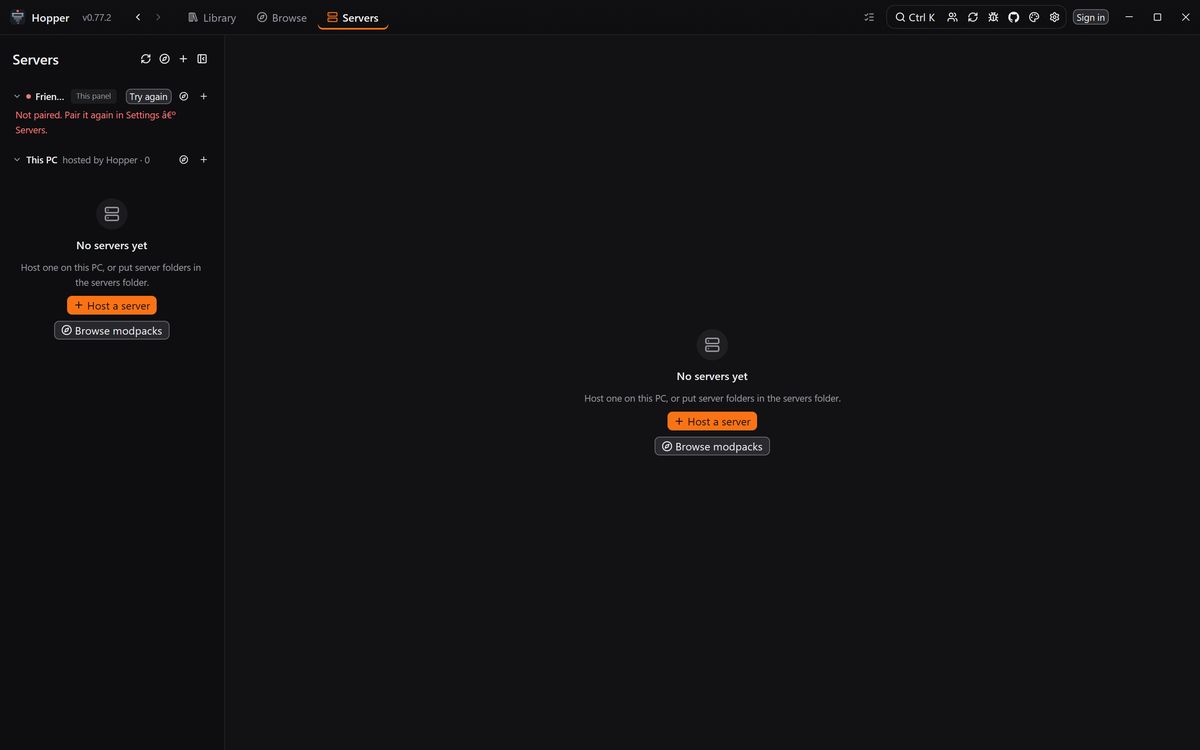 Hopper v0.77.2 Library Browse Servers Ctrl K Sign in
Servers
Frien... This panel Try again
Not paired. Pair it again in Settings â€º
Servers.
This PC hosted by Hopper · 0
No servers yet
Host one on this PC, or put server folders in
the servers folder.
+ Host a server
Browse modpacks
No servers yet
Host one on this PC, or put server folders in the servers folder.
+ Host a server
Browse modpacks